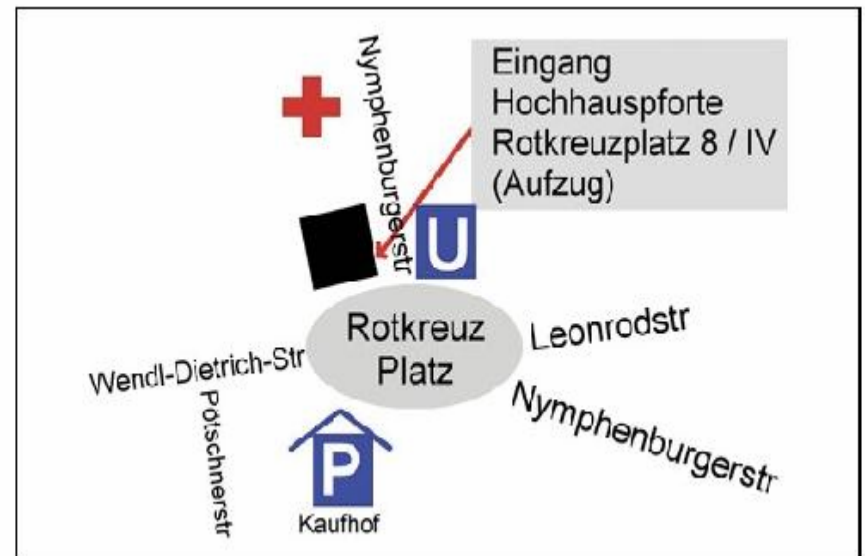 Nymphenburgerstr
Eingang
Hochhauspforte
Rotkreuzplatz 8 / IV
(Aufzug)
U
Rotkreuz
Platz
Leonrodstr
Wendl-Dietrich-Str
Nymphenburgerstr
Pötschnerstr
P
Kaufhof